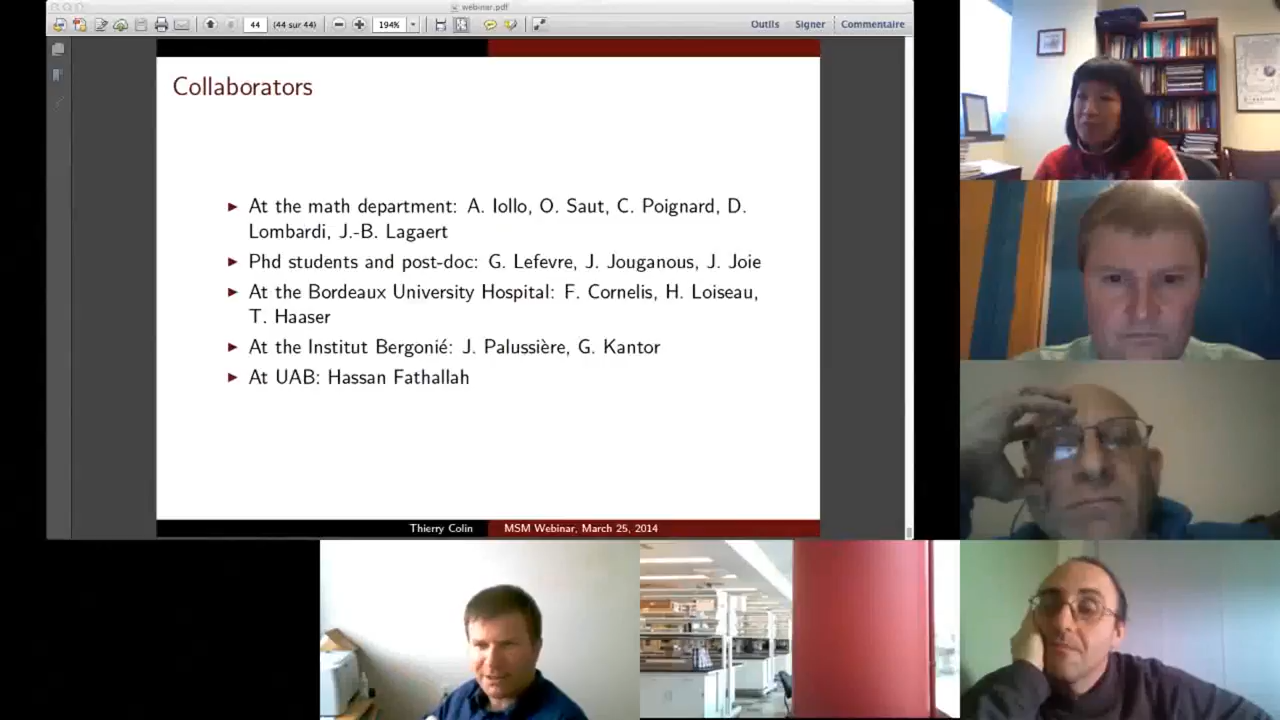 webinar.pdf
44 (44 sur 44) 194% Outils Signer Commentaire
Collaborators
► At the math department: A. Iollo, O. Saut, C. Poignard, D.
Lombardi, J.-B. Lagaert
► Phd students and post-doc: G. Lefevre, J. Jouganous, J. Joie
► At the Bordeaux University Hospital: F. Cornelis, H. Loiseau,
T. Haaser
► At the Institut Bergonié: J. Palussière, G. Kantor
► At UAB: Hassan Fathallah
Thierry Colin MSM Webinar, March 25, 2014